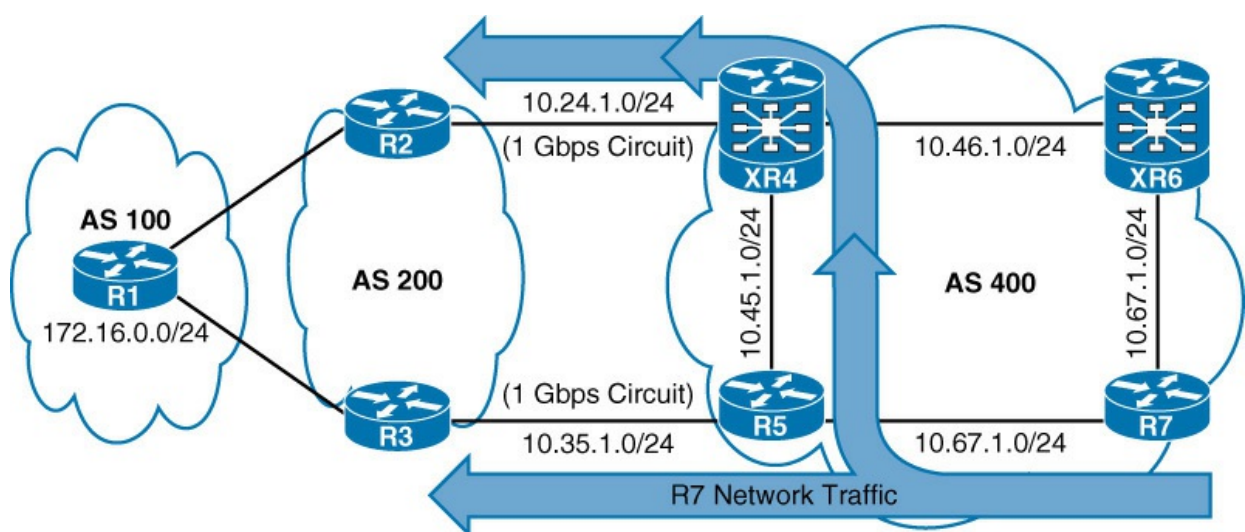 10.24.1.0/24
(1 Gbps Circuit)
R2
XR4
10.46.1.0/24
XR6
AS 100
R1
172.16.0.0/24
AS 200
10.45.1.0/24
AS 400
10.67.1.0/24
R3
(1 Gbps Circuit)
10.35.1.0/24
R5
10.67.1.0/24
R7
R7 Network Traffic